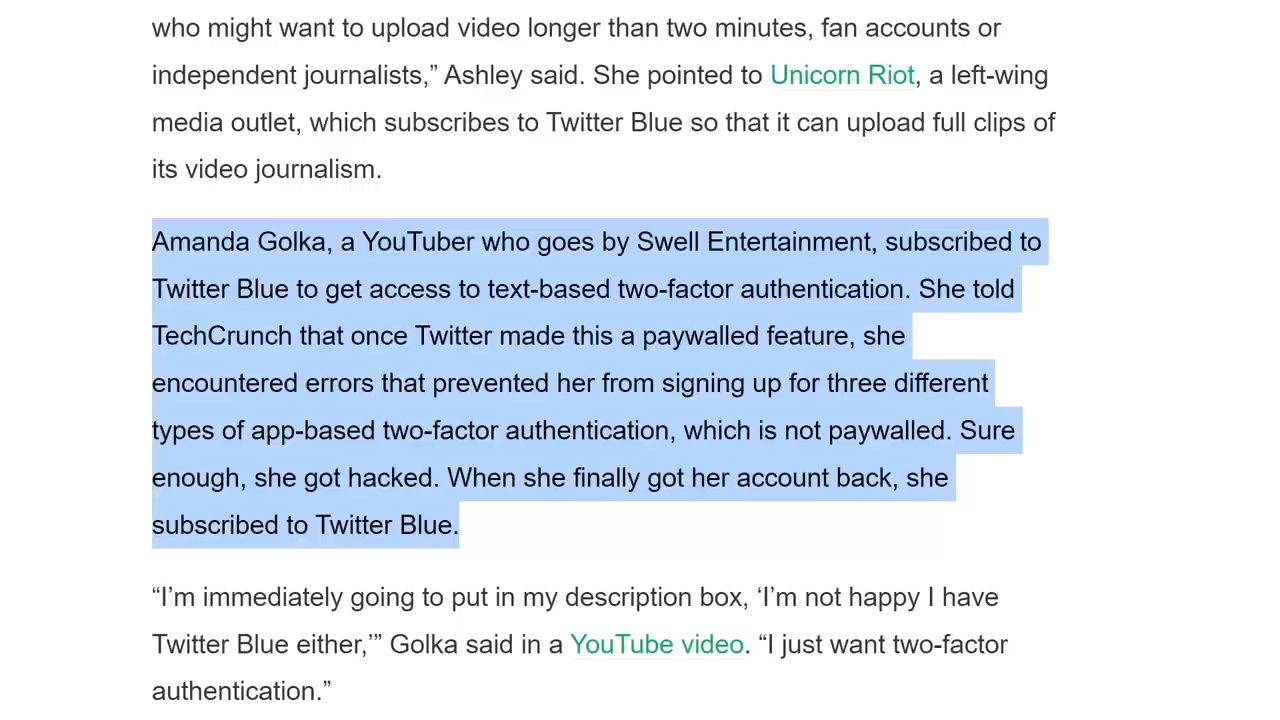 who might want to upload video longer than two minutes, fan accounts or
independent journalists,” Ashley said. She pointed to Unicorn Riot, a left-wing
media outlet, which subscribes to Twitter Blue so that it can upload full clips of
its video journalism.
Amanda Golka, a YouTuber who goes by Swell Entertainment, subscribed to
Twitter Blue to get access to text-based two-factor authentication. She told
TechCrunch that once Twitter made this a paywalled feature, she
encountered errors that prevented her from signing up for three different
types of app-based two-factor authentication, which is not paywalled. Sure
enough, she got hacked. When she finally got her account back, she
subscribed to Twitter Blue.
“I’m immediately going to put in my description box, ‘I’m not happy I have
Twitter Blue either,’” Golka said in a YouTube video. “I just want two-factor
authentication.”